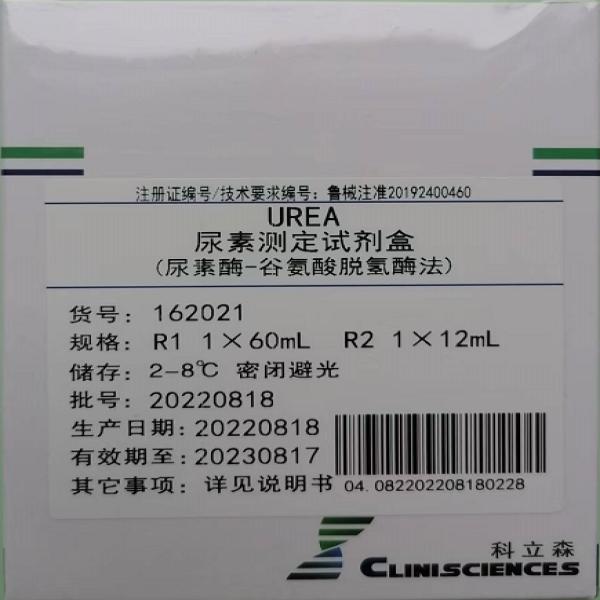 注册证编号/技术要求编号：鲁械注准20192400460
UREA
尿素测定试剂盒
(尿素酶-谷氨酸脱氢酶法)
货号：162021
规格：R1 1×60mL R2 1×12mL
储存：2-8℃ 密闭避光
批号：20220818
生产日期：20220818
有效期至：20230817
其它事项：详见说明书
04.082202208180228
科立森
CLINISCIENCES